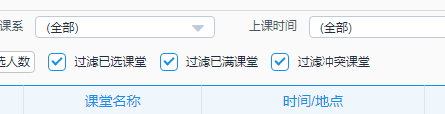 课系 (全部) 上课时间 (全部)
选人数 过滤已选课堂 过滤已满课堂 过滤冲突课堂
课堂名称 时间/地点